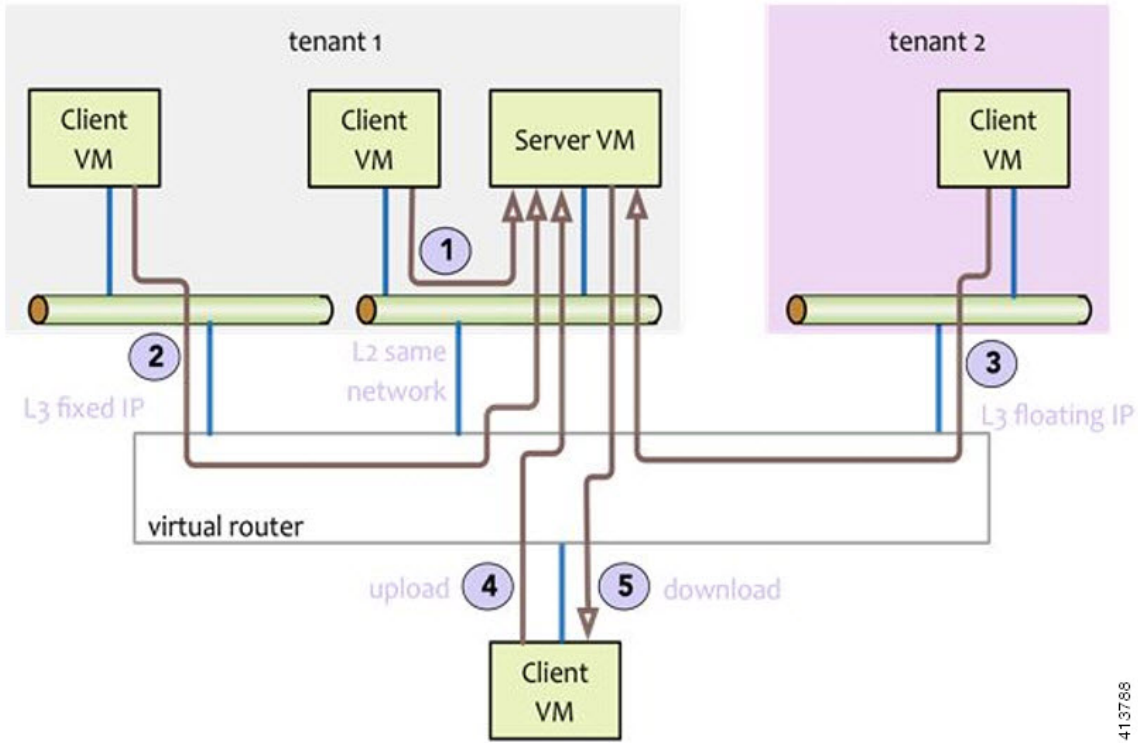 tenant 1
tenant 2
Client
VM
Client
VM
Server VM
Client
VM
1
2
L2 same
network
3
L3 fixed IP
L3 floating IP
virtual router
upload
4
5
download
Client
VM
413788